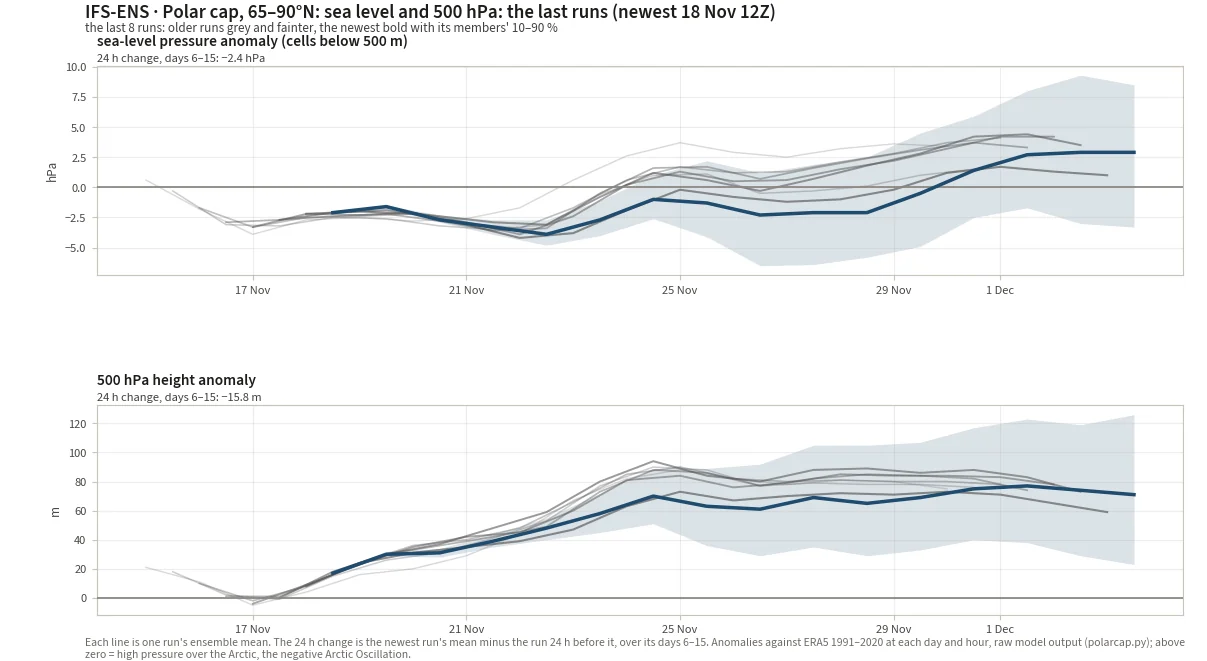 IFS-ENS · Polar cap, 65–90°N: sea level and 500 hPa: the last runs (newest 18 Nov 12Z)
the last 8 runs: older runs grey and fainter, the newest bold with its members' 10–90 %
sea-level pressure anomaly (cells below 500 m)
24 h change, days 6–15: −2.4 hPa
10.0
7.5
5.0
2.5
0.0
−2.5
−5.0
hPa
17 Nov
21 Nov
25 Nov
29 Nov
1 Dec
500 hPa height anomaly
24 h change, days 6–15: −15.8 m
120
100
80
60
40
20
0
m
17 Nov
21 Nov
25 Nov
29 Nov
1 Dec
Each line is one run's ensemble mean. The 24 h change is the newest run's mean minus the run 24 h before it, over its days 6–15. Anomalies against ERA5 1991–2020 at each day and hour, raw model output (polarcap.py); above
zero = high pressure over the Arctic, the negative Arctic Oscillation.